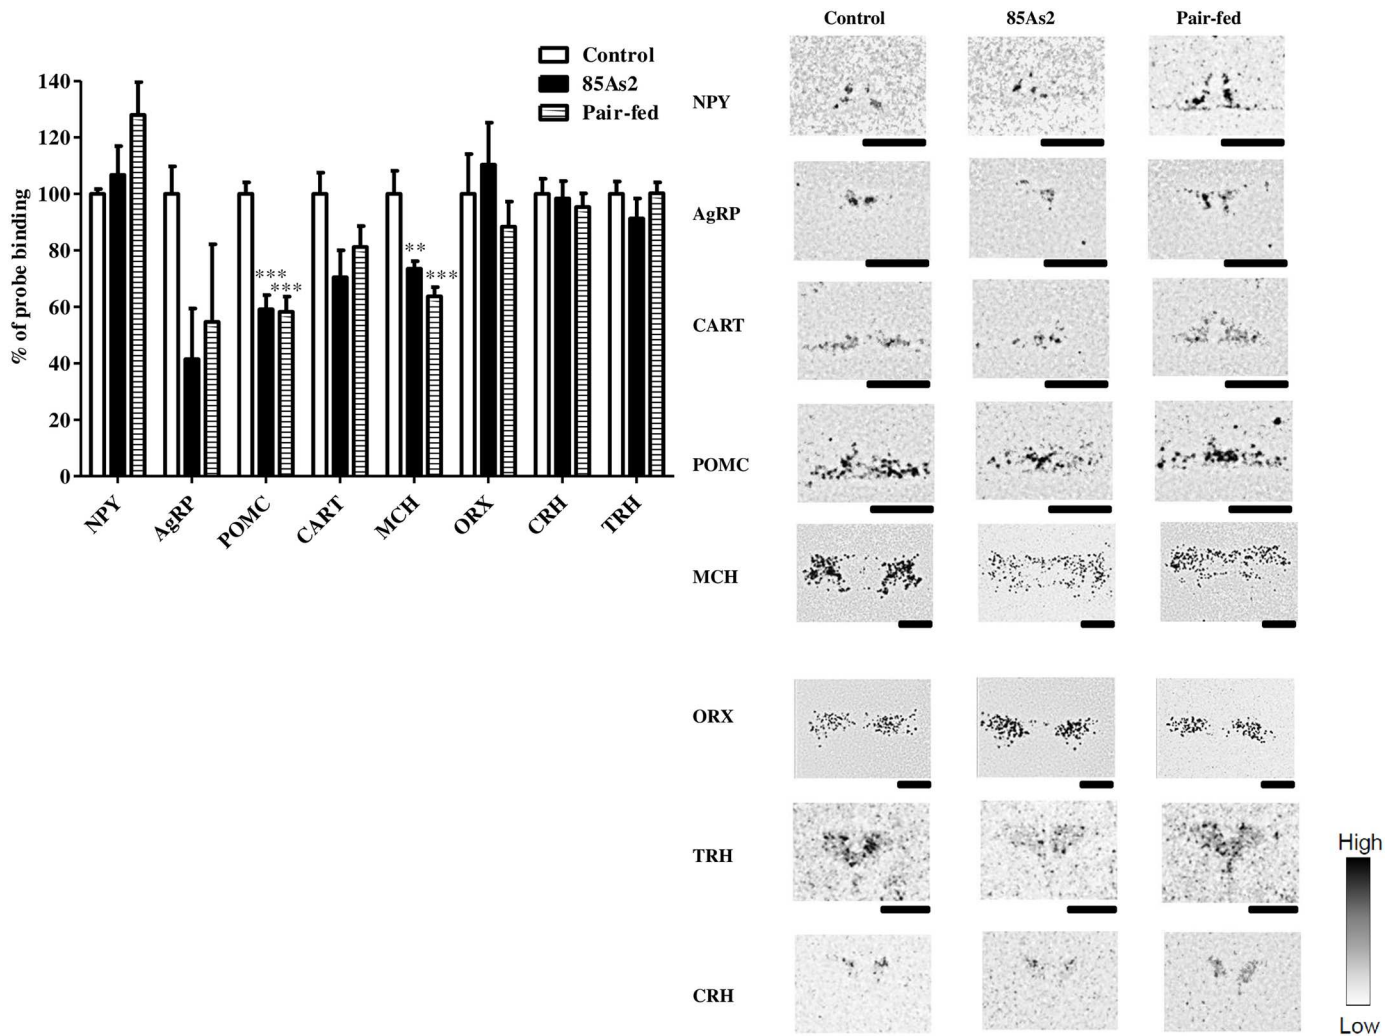 Control
85As2
Pair-fed
140
120
100
80
60
40
20
0
% of probe binding
***
***
**
***
NPY
AgRP
POMC
CART
MCH
ORX
CRH
TRH
Control 85As2 Pair-fed
NPY
AgRP
CART
POMC
MCH
ORX
TRH
CRH
High
Low